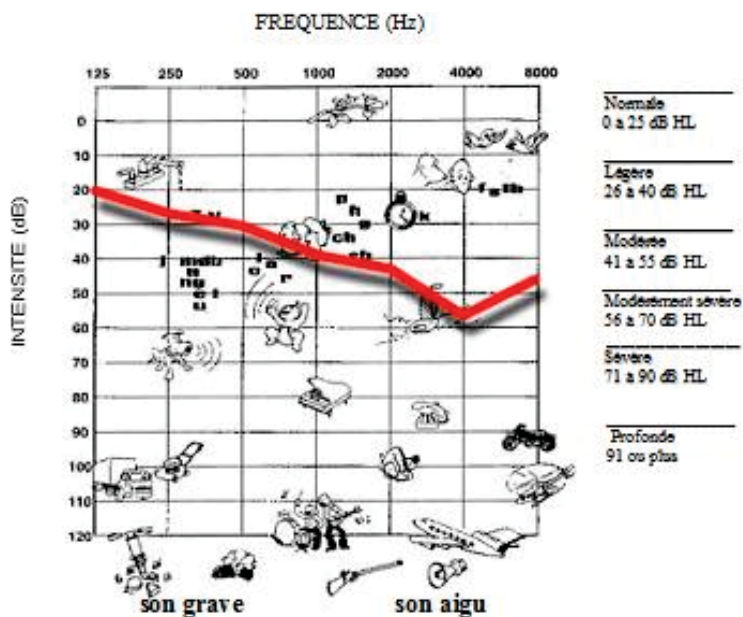 FREQUENCE (Hz)
125 250 500 1000 2000 4000 8000
INTENSITE (dB)
0
10
20
30
40
50
60
70
80
90
100
110
120
p
h
g
k
ch
sh
j
r
Normale
0 à 25 dB HL
Légère
26 à 40 dB HL
Modérée
41 à 55 dB HL
Modérément sévère
56 à 70 dB HL
Sévère
71 à 90 dB HL
Profonde
91 ou plus
son grave son aigu